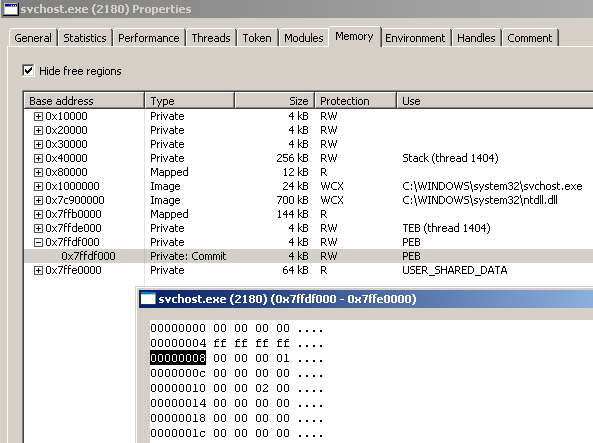 svchost.exe (2180) Properties
General Statistics Performance Threads Token Modules Memory Environment Handles Comment
Hide free regions
Base address Type Size Protection Use
0x10000 Private 4 kB RW
0x20000 Private 4 kB RW
0x30000 Private 4 kB RW
0x40000 Private 256 kB RW Stack (thread 1404)
0x80000 Mapped 12 kB R
0x1000000 Image 24 kB WCX C:\WINDOWS\system32\svchost.exe
0x7c900000 Image 700 kB WCX C:\WINDOWS\system32\ntdll.dll
0x7ffb0000 Mapped 144 kB R
0x7ffde000 Private 4 kB RW TEB (thread 1404)
0x7ffdf000 Private 4 kB RW PEB
0x7ffdf000 Private: Commit 4 kB RW PEB
0x7ffe0000 Private 64 kB R USER_SHARED_DATA
svchost.exe (2180) (0x7ffdf000 - 0x7ffe0000)
00000000 00 00 00 00 ....
00000004 ff ff ff ff ....
00000008 00 00 00 01 ....
0000000c 00 00 00 00 ....
00000010 00 00 02 00 ....
00000014 00 00 00 00 ....
00000018 00 00 00 00 ....
0000001c 00 00 00 00 ....